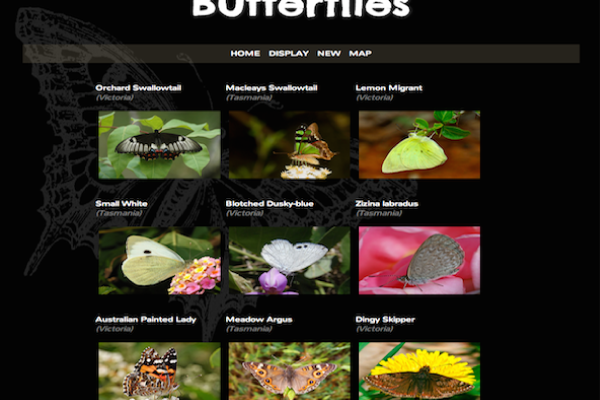 Butterflies
HOME DISPLAY NEW MAP
Orchard Swallowtail
(Victoria)
Macleays Swallowtail
(Tasmania)
Lemon Migrant
(Victoria)
Small White
(Tasmania)
Blotched Dusky-blue
(Victoria)
Zizina labradus
(Tasmania)
Australian Painted Lady
(Victoria)
Meadow Argus
(Tasmania)
Dingy Skipper
(Victoria)